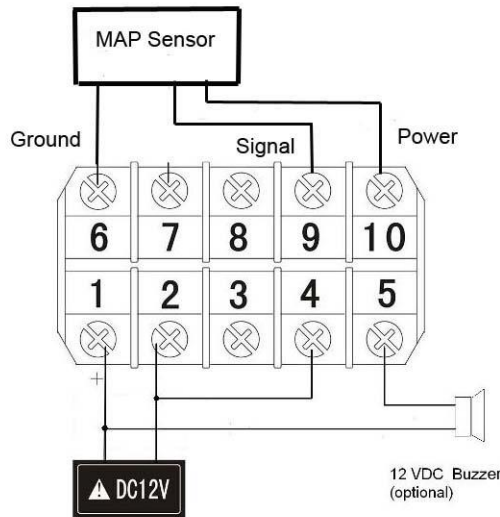 MAP Sensor
Ground
Signal
Power
6 7 8 9 10
1 2 3 4 5
+
⚠ DC12V
12 VDC Buzzer
(optional)